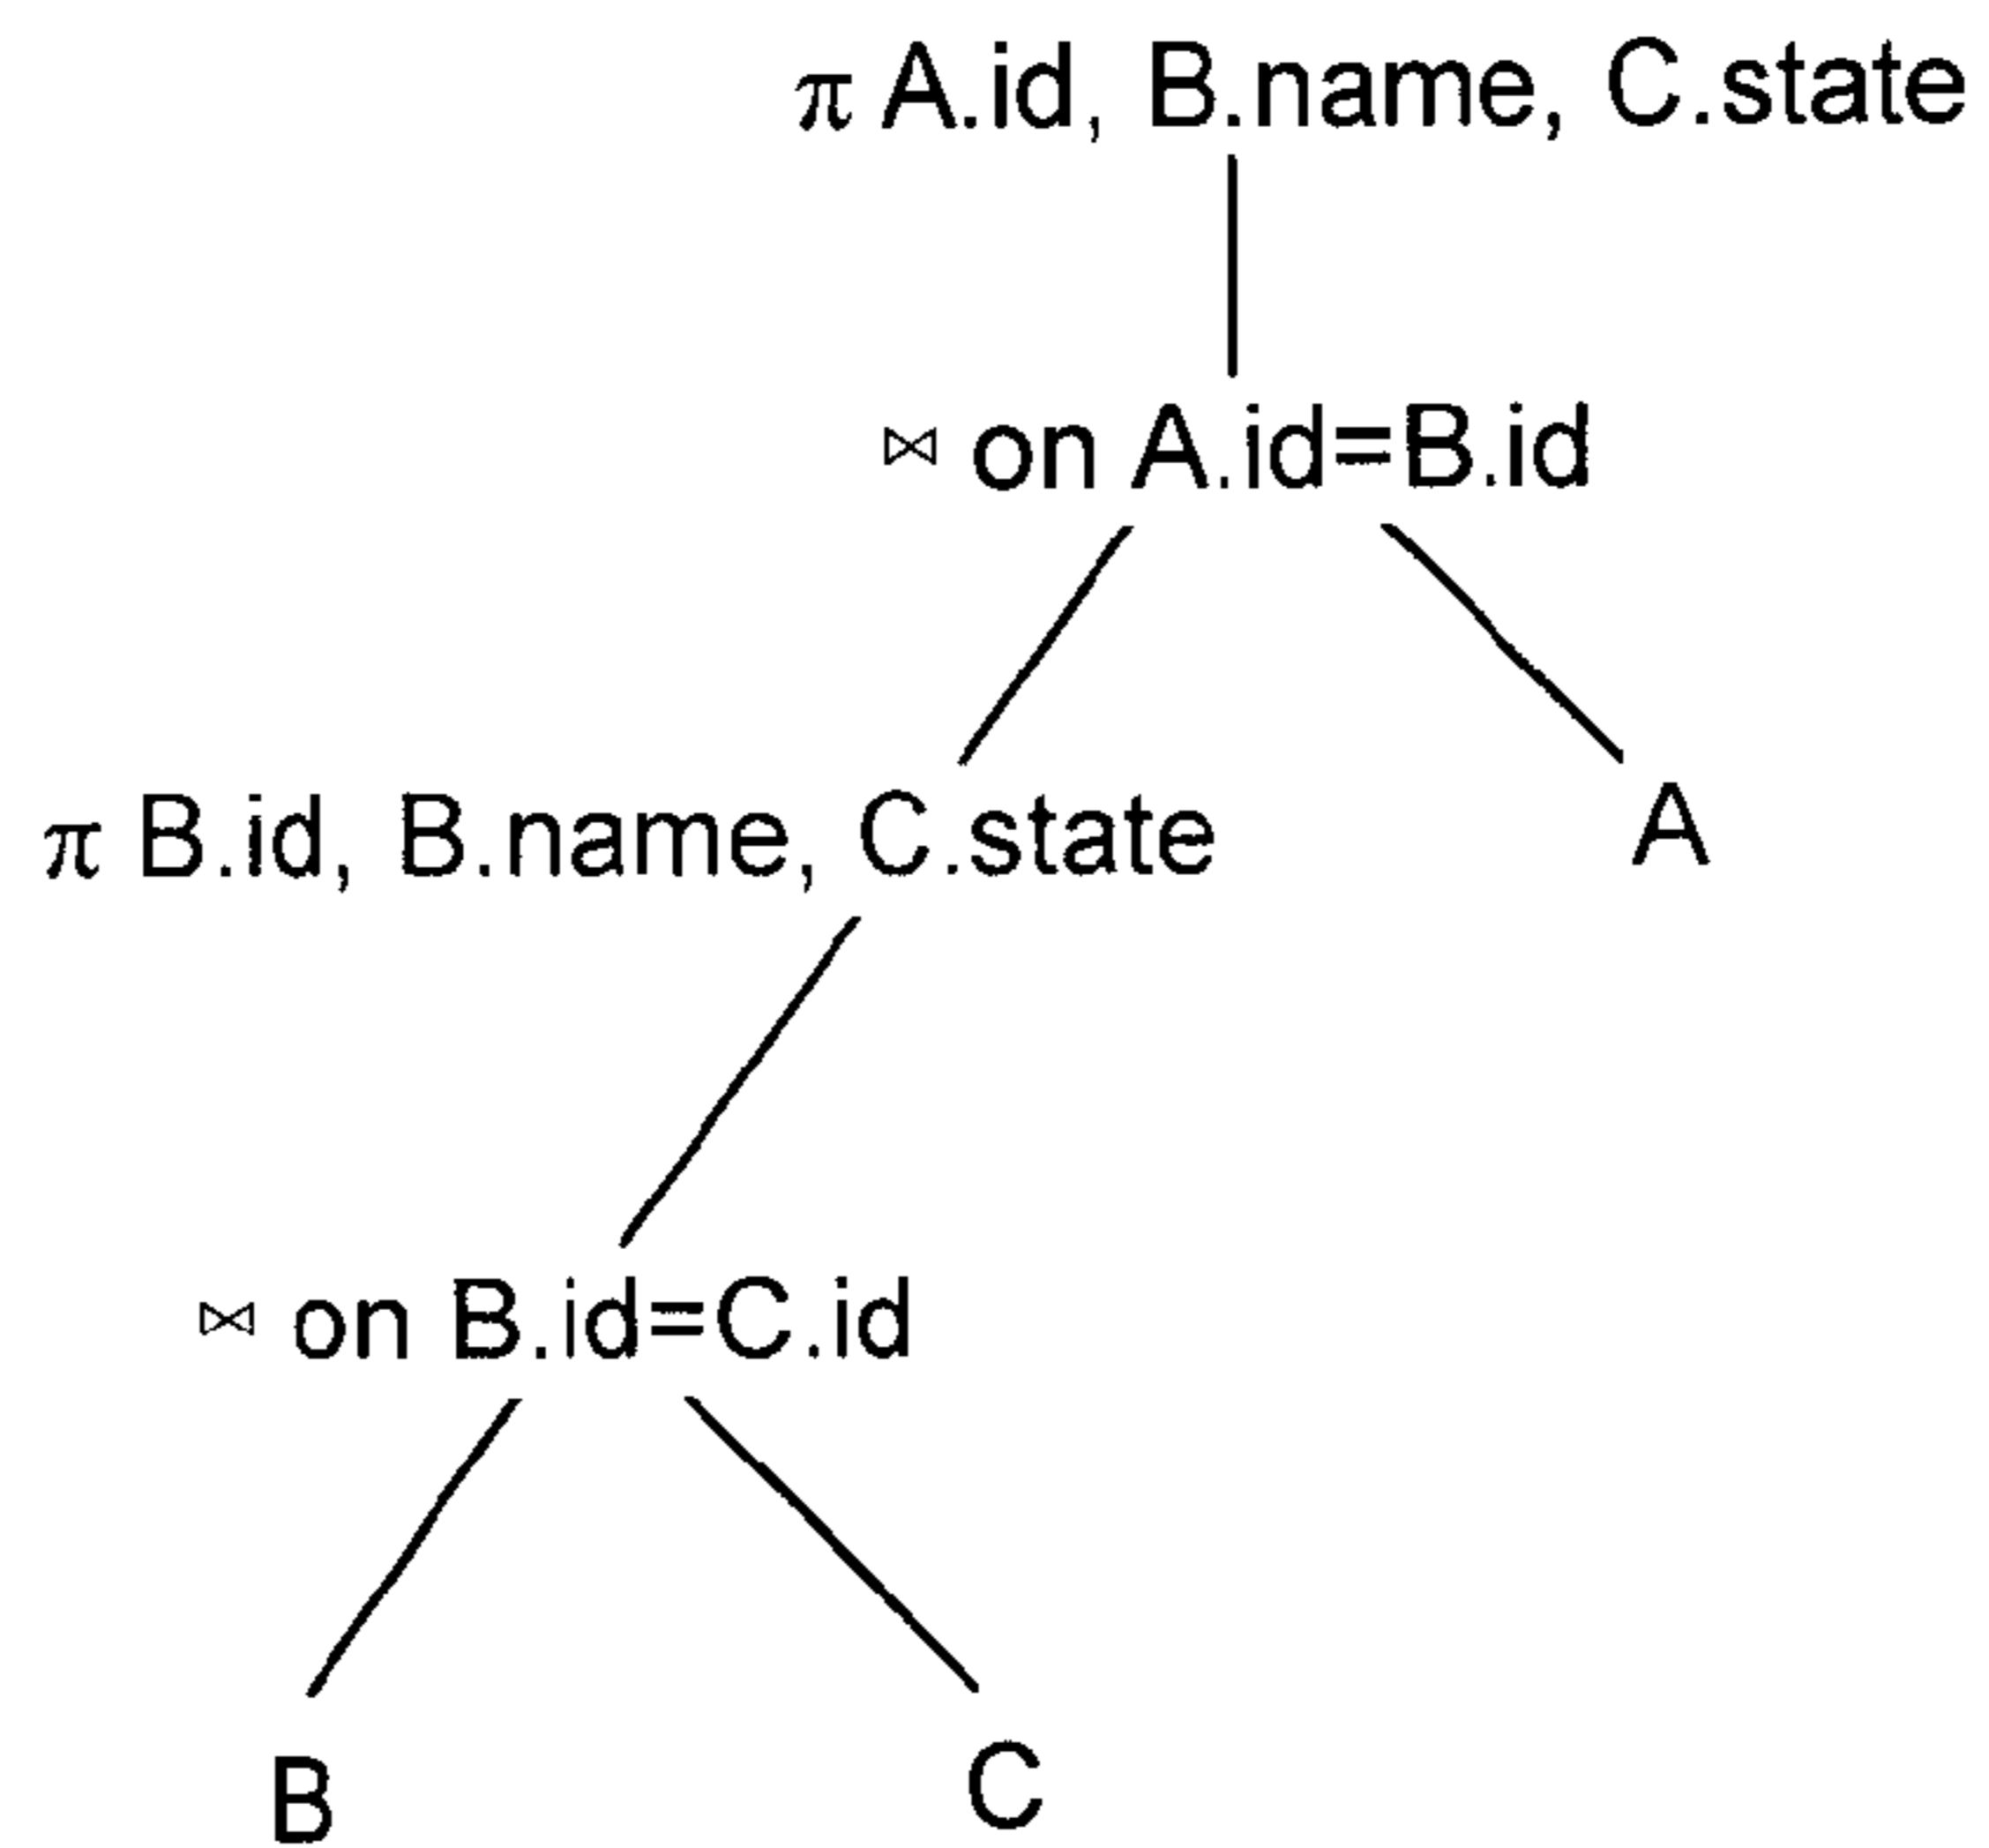 π A.id, B.name, C.state
⋈ on A.id=B.id
π B.id, B.name, C.state
A
⋈ on B.id=C.id
B
C